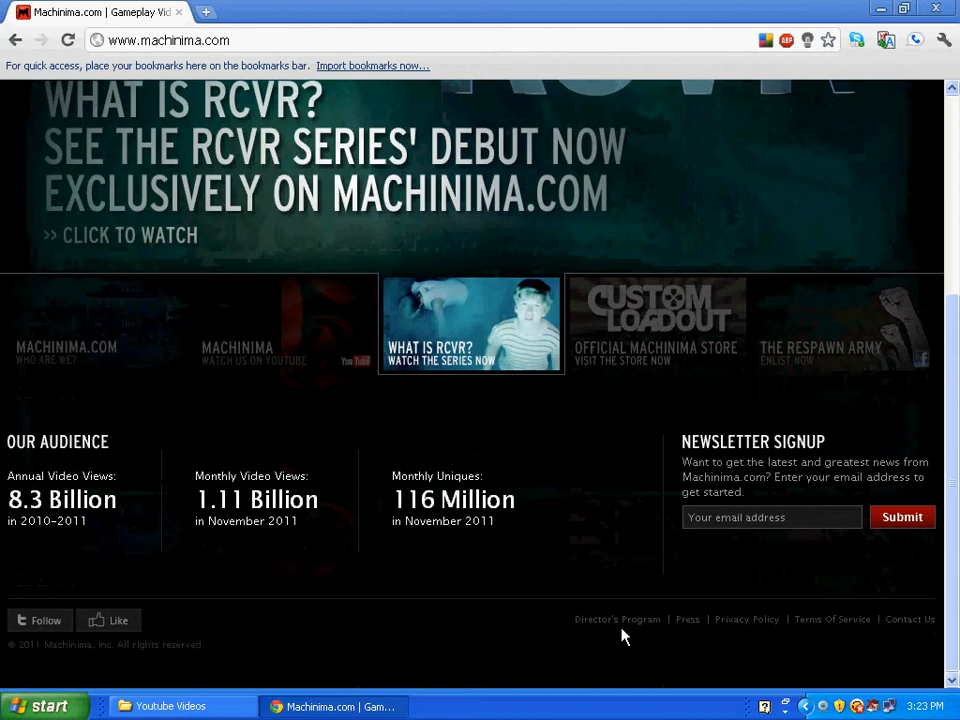 Machinima.com | Gameplay Vid
www.machinima.com
ABP
For quick access, place your bookmarks here on the bookmarks bar. Import bookmarks now...
WHAT IS RCVR?
SEE THE RCVR SERIES' DEBUT NOW
EXCLUSIVELY ON MACHINIMA.COM
>> CLICK TO WATCH
MACHINIMA.COM
WHO ARE WE?
MACHINIMA
WATCH US ON YOUTUBE
YouTube
WHAT IS RCVR?
WATCH THE SERIES NOW
CUSTOM
LOADOUT
OFFICIAL MACHINIMA STORE
VISIT THE STORE NOW
THE RESPAWN ARMY
ENLIST NOW
f
OUR AUDIENCE
Annual Video Views:
8.3 Billion
in 2010-2011
Monthly Video Views:
1.11 Billion
in November 2011
Monthly Uniques:
116 Million
in November 2011
NEWSLETTER SIGNUP
Want to get the latest and greatest news from
Machinima.com? Enter your email address to
get started.
Your email address
Submit
Follow
Like
Director's Program | Press | Privacy Policy | Terms Of Service | Contact Us
© 2011 Machinima, Inc. All rights reserved.
start
Youtube Videos
Machinima.com | Gam...
3:23 PM